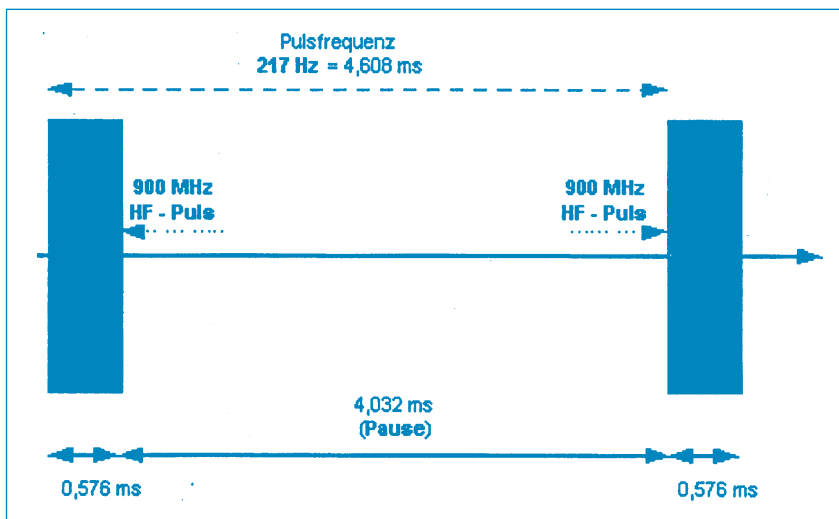 Pulsfrequenz
217 Hz = 4,608 ms
900 MHz
HF - Puls
900 MHz
HF - Puls
4,032 ms
(Pause)
0,576 ms
0,576 ms